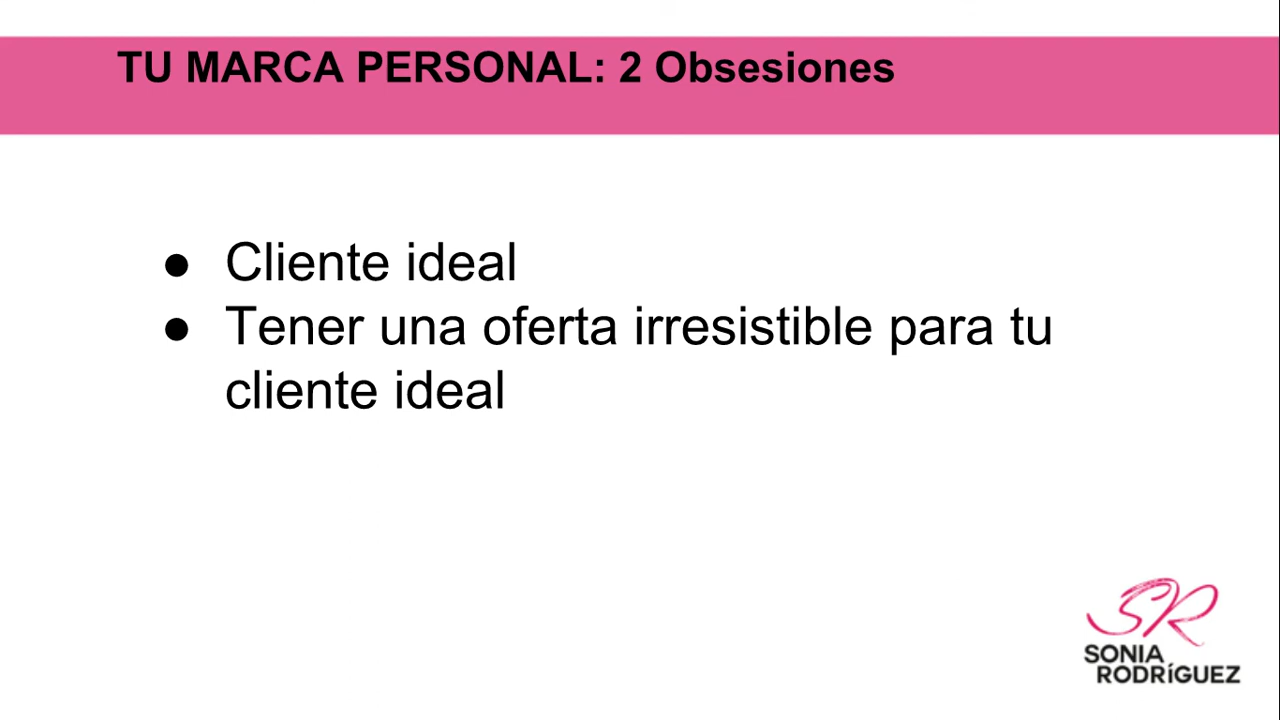 TU MARCA PERSONAL: 2 Obsesiones
● Cliente ideal
● Tener una oferta irresistible para tu
cliente ideal
SR
SONIA
RODRÍGUEZ